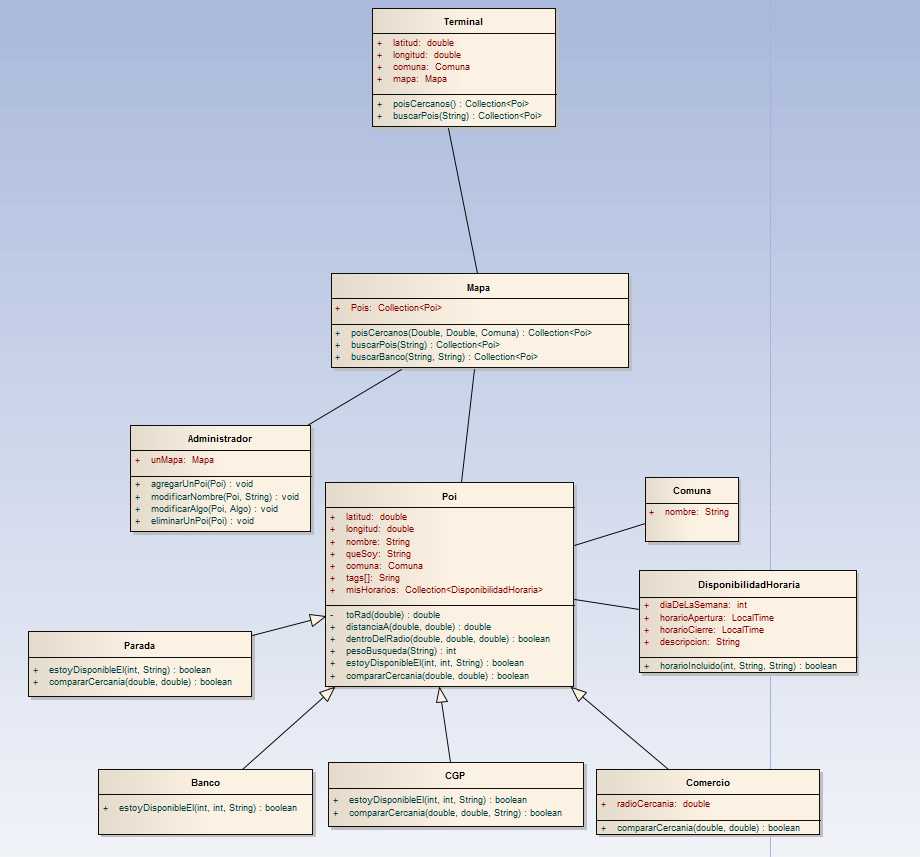 Terminal
+ latitud: double
+ longitud: double
+ comuna: Comuna
+ mapa: Mapa
+ poisCercanos() : Collection<Poi>
+ buscarPois(String) : Collection<Poi>
Mapa
+ Pois: Collection<Poi>
+ poisCercanos(Double, Double, Comuna) : Collection<Poi>
+ buscarPois(String) : Collection<Poi>
+ buscarBanco(String, String) : Collection<Poi>
Administrador
+ unMapa: Mapa
+ agregarUnPoi(Poi) : void
+ modificarNombre(Poi, String) : void
+ modificarAlgo(Poi, Algo) : void
+ eliminarUnPoi(Poi) : void
Poi
+ latitud: double
+ longitud: double
+ nombre: String
+ queSoy: String
+ comuna: Comuna
+ tags[]: Sring
+ misHorarios: Collection<DisponibilidadHoraria>
- toRad(double) : double
+ distanciaA(double, double) : double
+ dentroDelRadio(double, double, double) : boolean
+ pesoBusqueda(String) : int
+ estoyDisponibleEl(int, int, String) : boolean
+ compararCercania(double, double) : boolean
Comuna
+ nombre: String
DisponibilidadHoraria
+ diaDeLaSemana: int
+ horarioApertura: LocalTime
+ horarioCierre: LocalTime
+ descripcion: String
+ horarioIncluido(int, String, String) : boolean
Parada
+ estoyDisponibleEl(int, String) : boolean
+ compararCercania(double, double) : boolean
Banco
+ estoyDisponibleEl(int, int, String) : boolean
CGP
+ estoyDisponibleEl(int, int, String) : boolean
+ compararCercania(double, double, String) : boolean
Comercio
+ radioCercania: double
+ compararCercania(double, double) : boolean